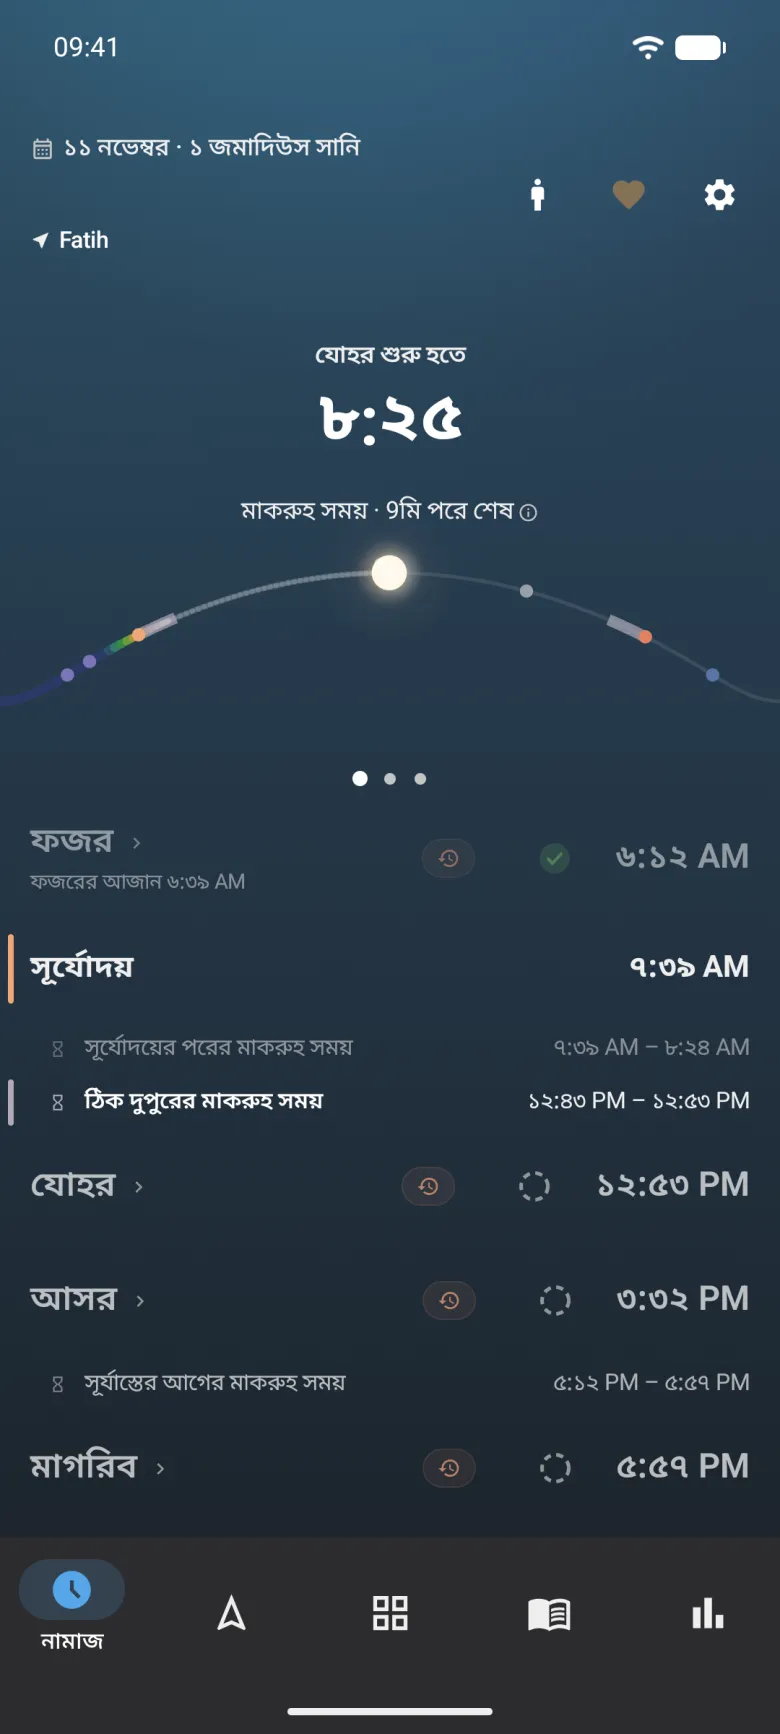 09:41
১১ নভেম্বর · ১ জমাদিউস সানি
Fatih
যোহর শুরু হতে
৮:২৫
মাকরুহ সময় · 9মি পরে শেষ
ফজর
ফজরের আজান ৬:৩৯ AM
৬:১২ AM
সূর্যোদয় ৭:৩৯ AM
সূর্যোদয়ের পরের মাকরুহ সময় ৭:৩৯ AM – ৮:২৪ AM
ঠিক দুপুরের মাকরুহ সময় ১২:৪৩ PM – ১২:৫৩ PM
যোহর ১২:৫৩ PM
আসর ৩:৩২ PM
সূর্যাস্তের আগের মাকরুহ সময় ৫:১২ PM – ৫:৫৭ PM
মাগরিব ৫:৫৭ PM
নামাজ